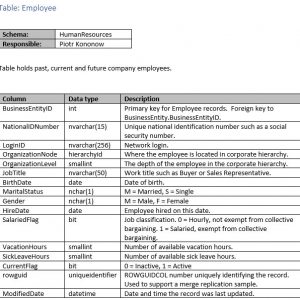 Table: Employee
Schema: HumanResources
Responsible: Piotr Kononow
Table holds past, current and future company employees.
Column Data type Description
BusinessEntityID int Primary key for Employee records. Foreign key to
BusinessEntity.BusinessEntityID.
NationalIDNumber nvarchar(15) Unique national identification number such as a social
security number.
LoginID nvarchar(256) Network login.
OrganizationNode hierarchyid Where the employee is located in corporate hierarchy.
OrganizationLevel smallint The depth of the employee in the corporate hierarchy.
JobTitle nvarchar(50) Work title such as Buyer or Sales Representative.
BirthDate date Date of birth.
MaritalStatus nchar(1) M = Married, S = Single
Gender nchar(1) M = Male, F = Female
HireDate date Employee hired on this date.
SalariedFlag bit Job classification. 0 = Hourly, not exempt from collective
bargaining. 1 = Salaried, exempt from collective
bargaining.
VacationHours smallint Number of available vacation hours.
SickLeaveHours smallint Number of available sick leave hours.
CurrentFlag bit 0 = Inactive, 1 = Active
rowguid uniqueidentifier ROWGUIDCOL number uniquely identifying the record.
Used to support a merge replication sample.
ModifiedDate datetime Date and time the record was last updated.